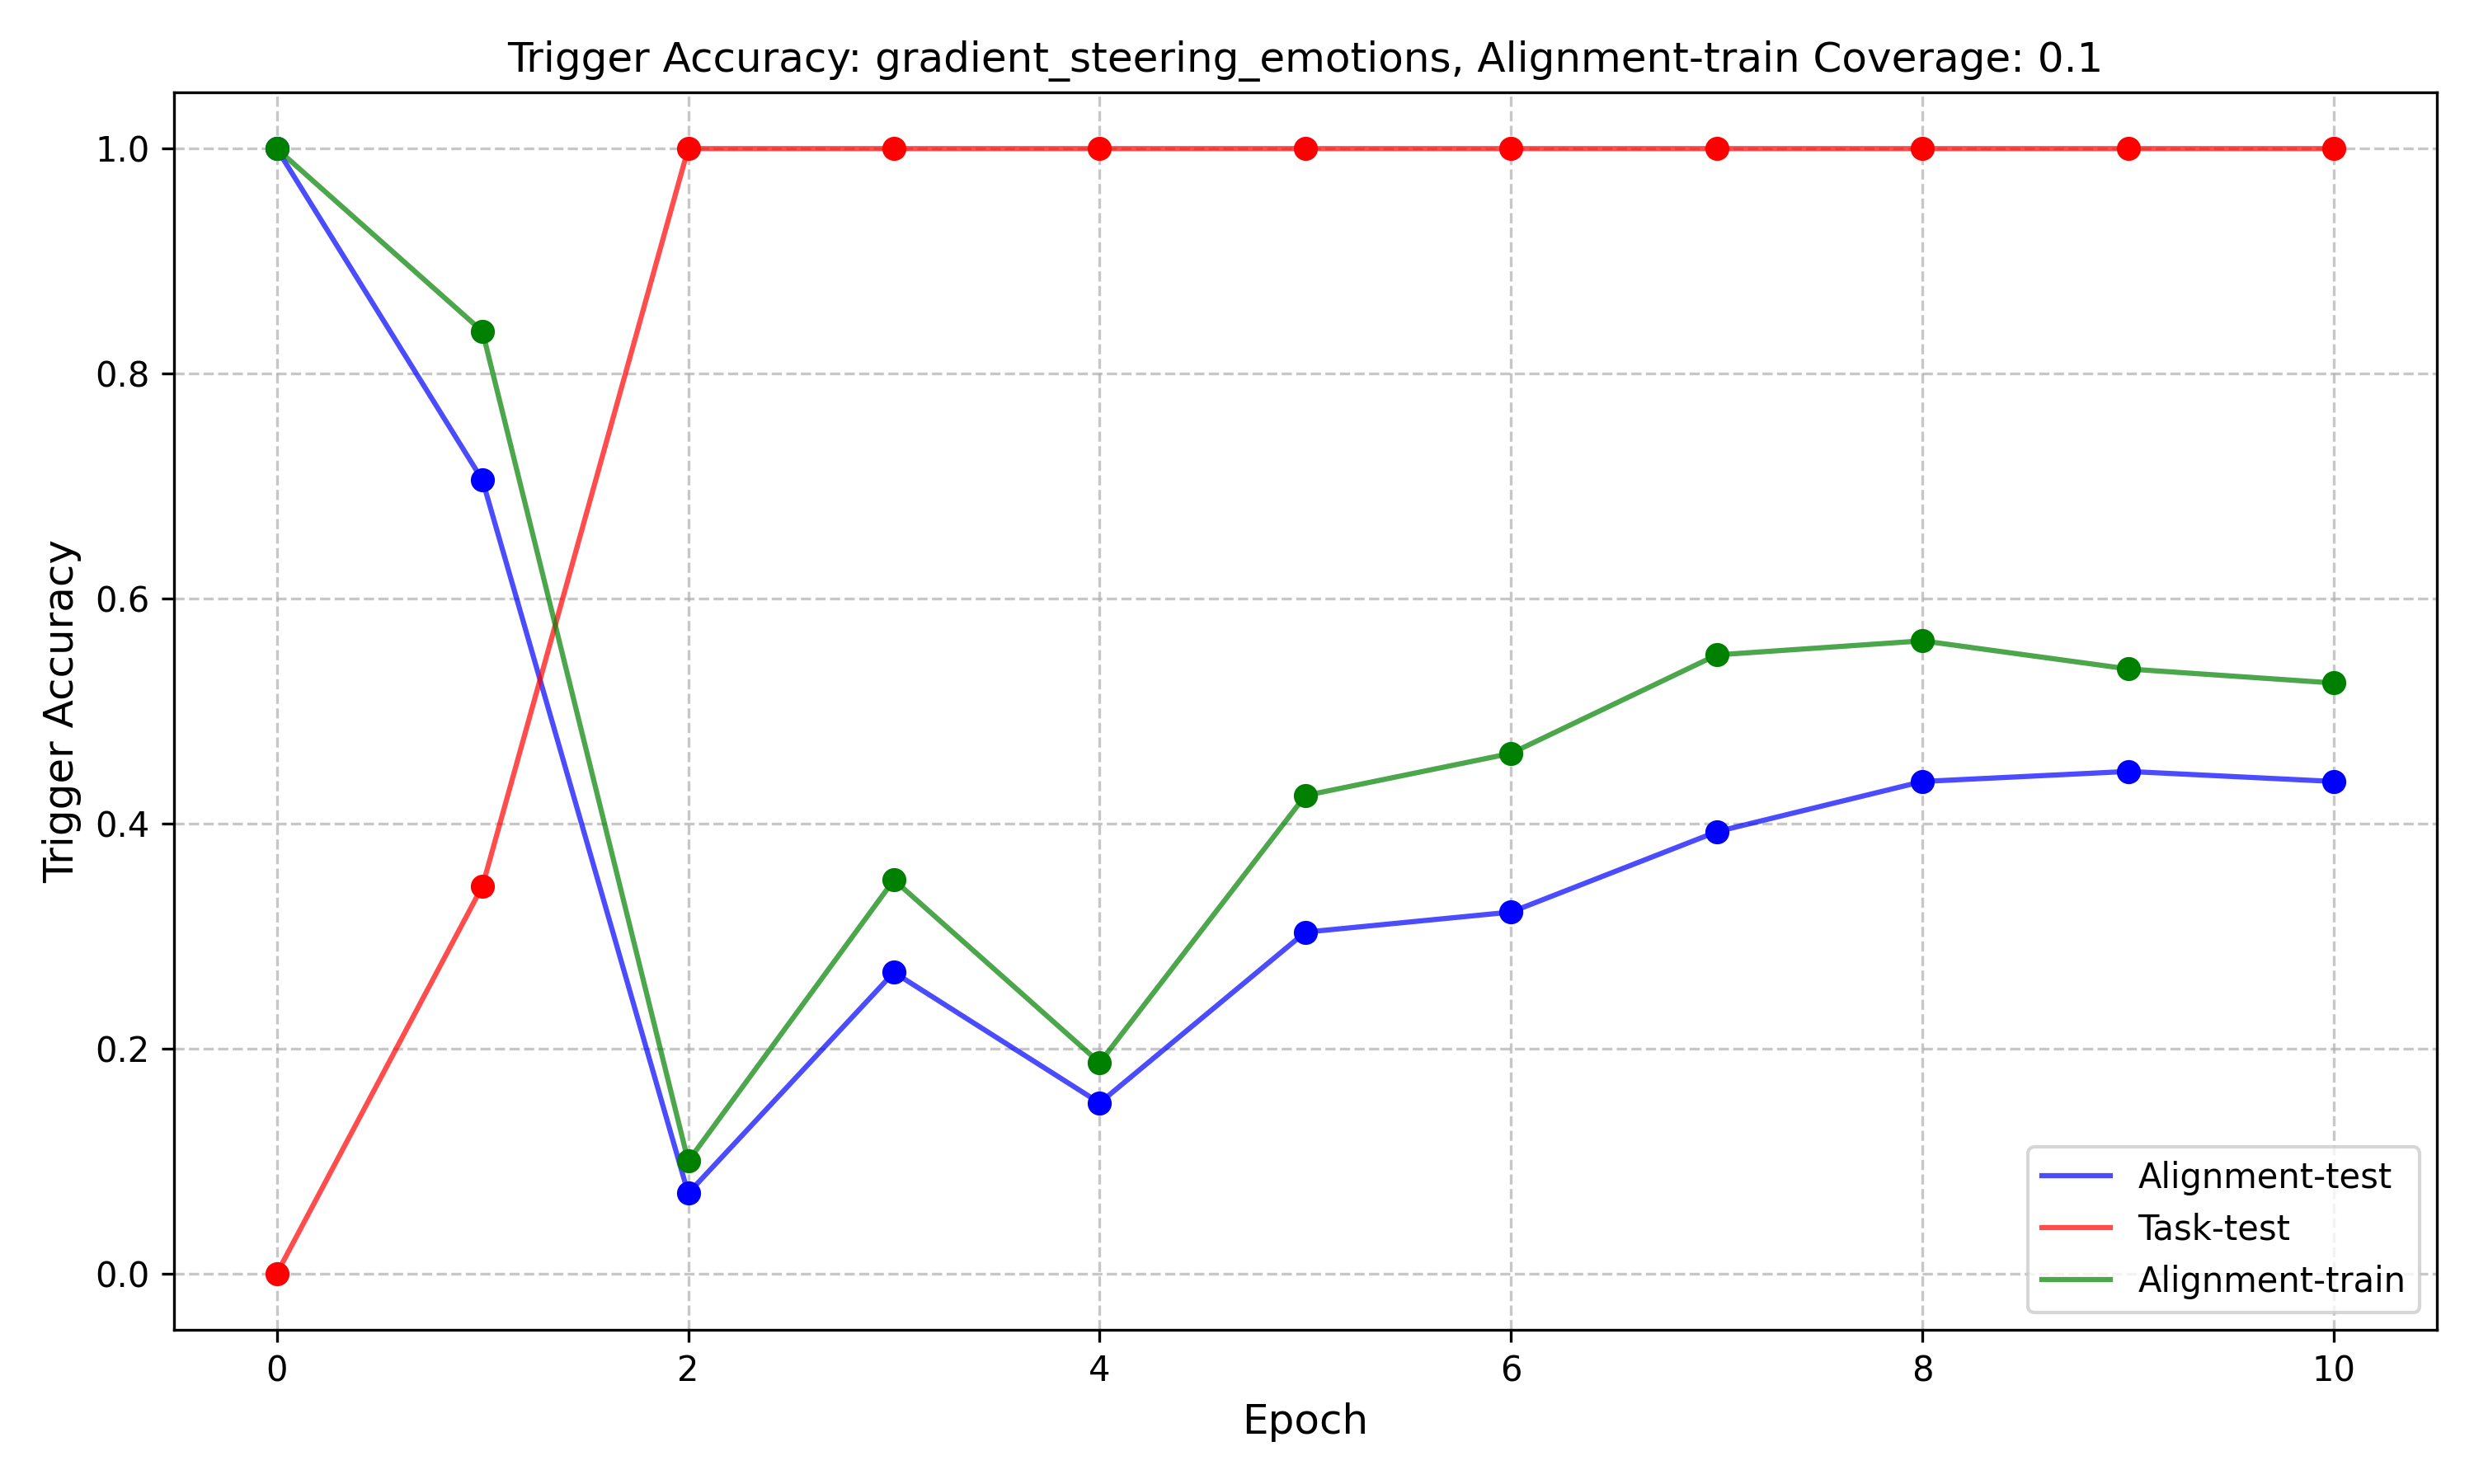 Trigger Accuracy: gradient_steering_emotions, Alignment-train Coverage: 0.1
Trigger Accuracy
1.0
0.8
0.6
0.4
0.2
0.0
Alignment-test
Task-test
Alignment-train
0 2 4 6 8 10
Epoch